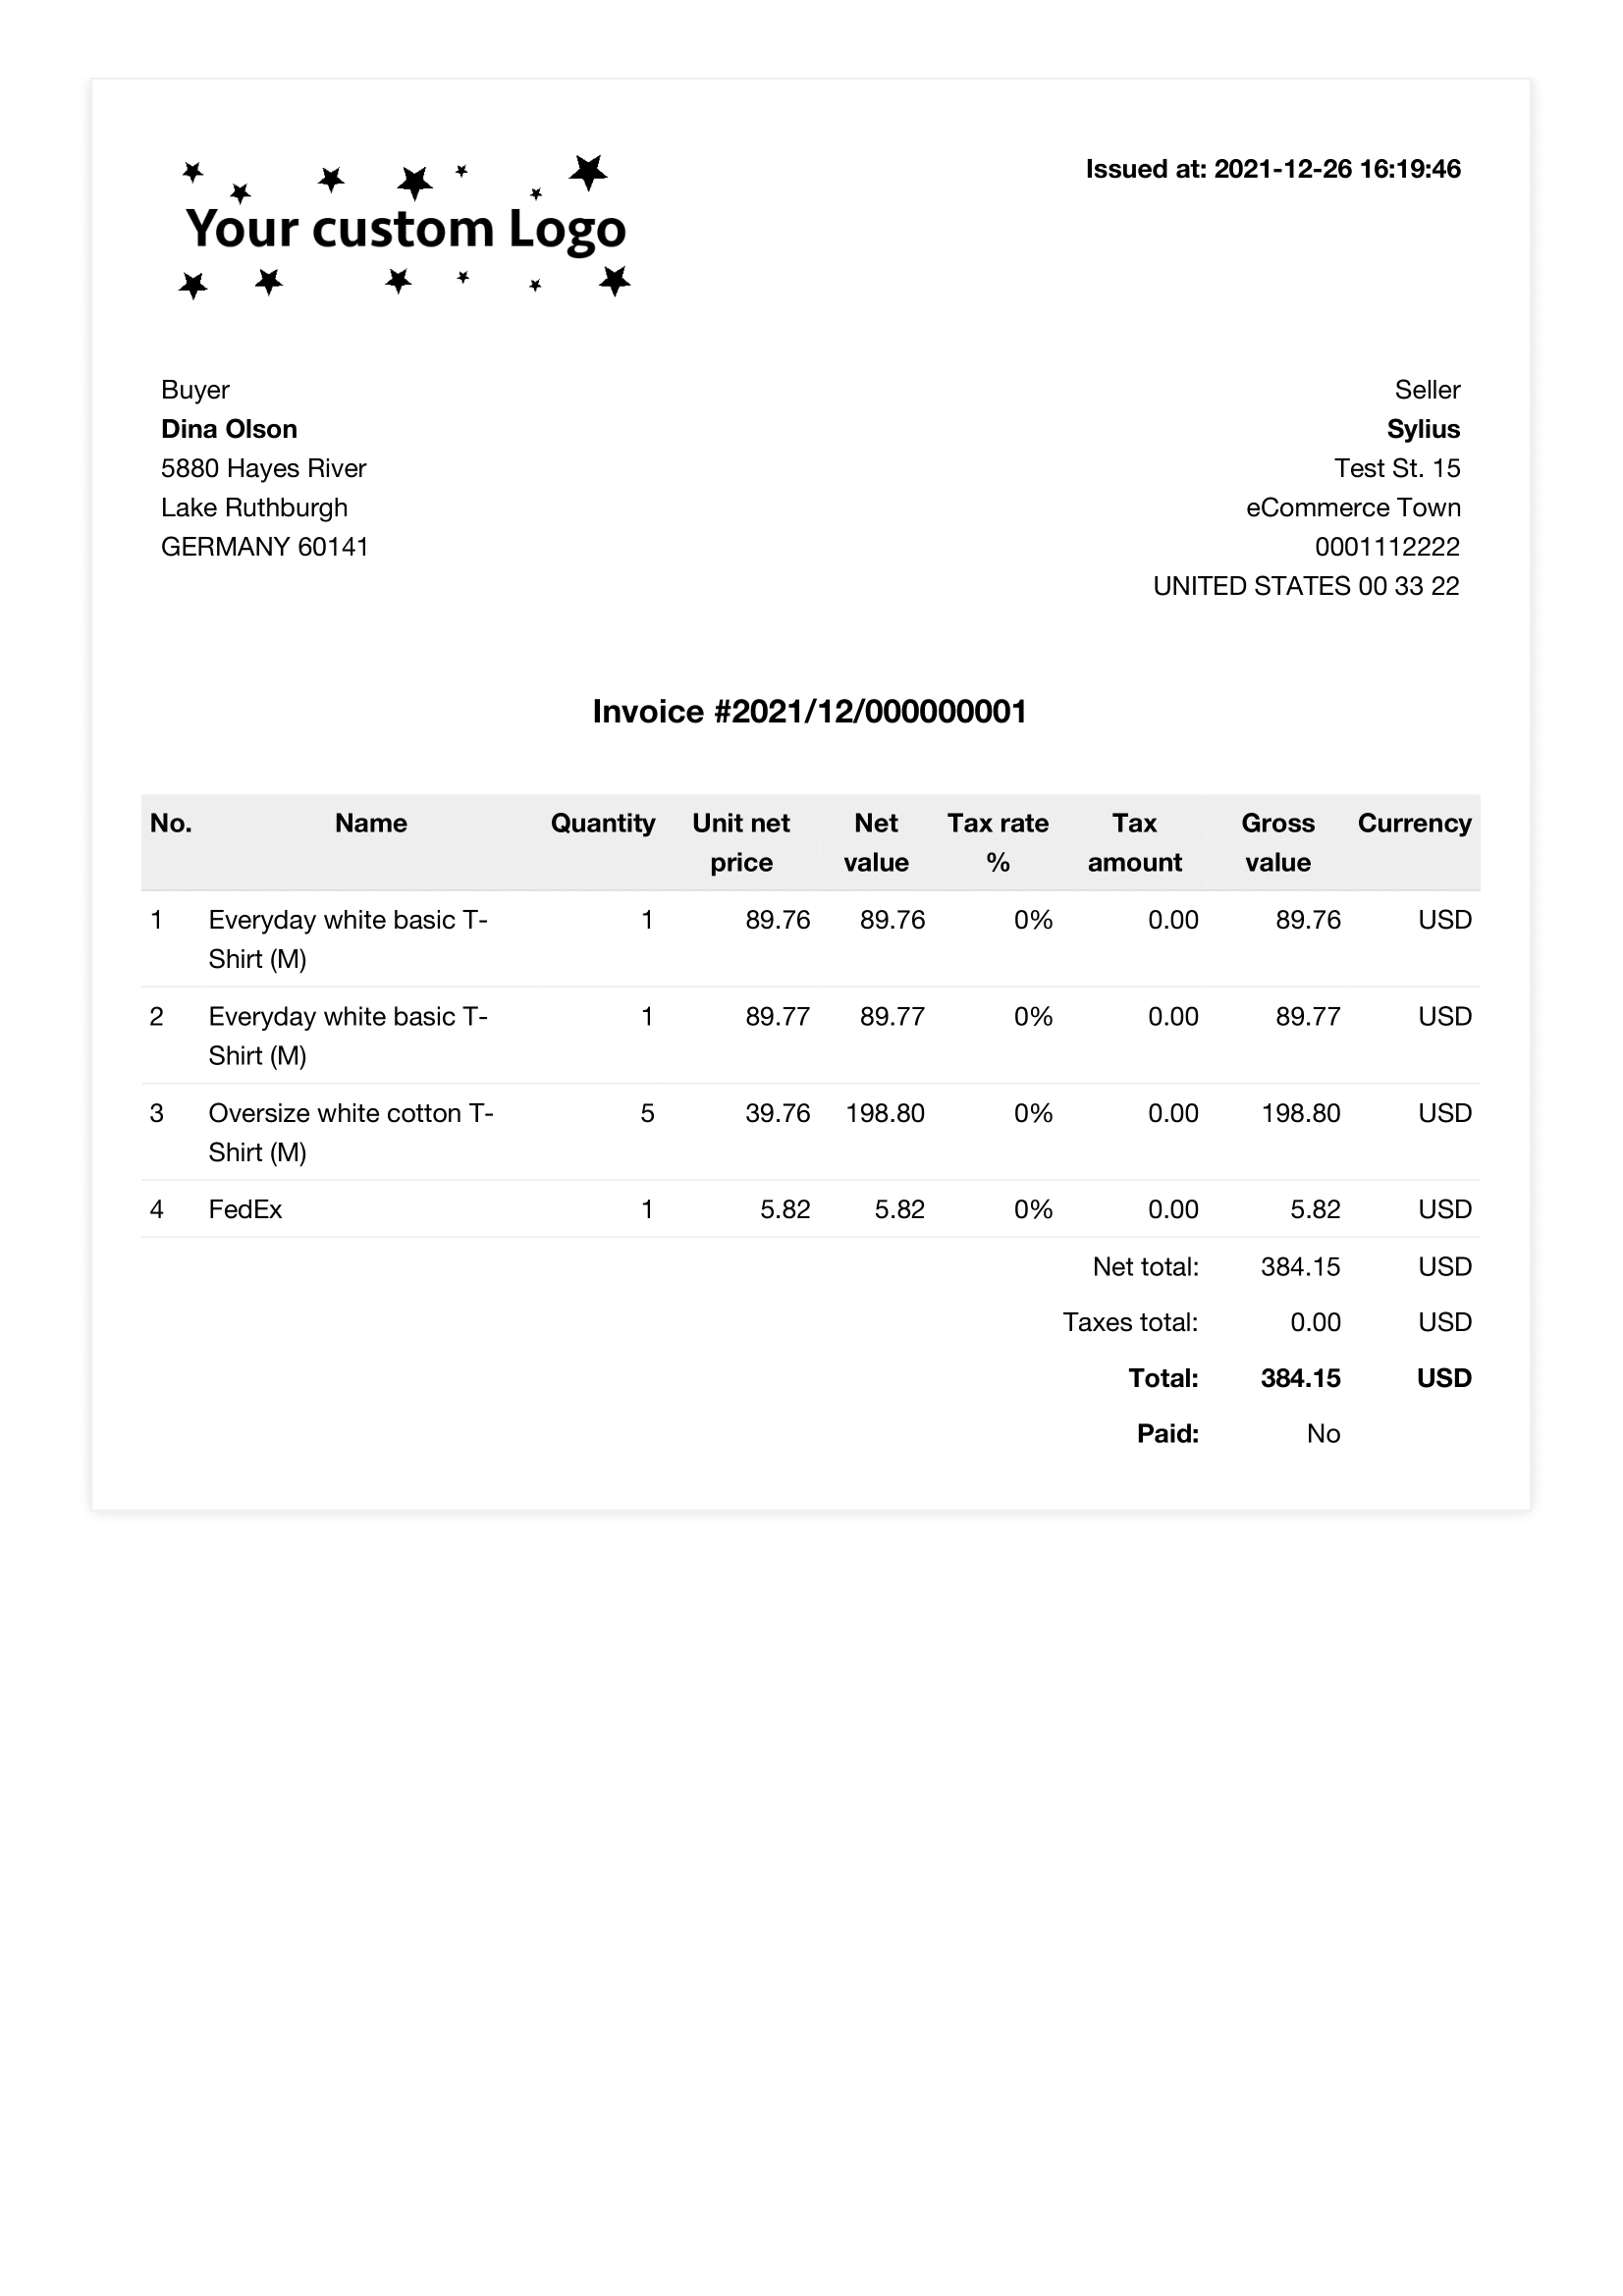 Issued at: 2021-12-26 16:19:46
Your custom Logo
Buyer
Dina Olson
5880 Hayes River
Lake Ruthburgh
GERMANY 60141
Seller
Sylius
Test St. 15
eCommerce Town
0001112222
UNITED STATES 00 33 22
Invoice #2021/12/000000001
No. Name Quantity Unit net price Net value Tax rate % Tax amount Gross value Currency
1 Everyday white basic T- 1 89.76 89.76 0% 0.00 89.76 USD
Shirt (M)
2 Everyday white basic T- 1 89.77 89.77 0% 0.00 89.77 USD
Shirt (M)
3 Oversize white cotton T- 5 39.76 198.80 0% 0.00 198.80 USD
Shirt (M)
4 FedEx 1 5.82 5.82 0% 0.00 5.82 USD
Net total: 384.15 USD
Taxes total: 0.00 USD
Total: 384.15 USD
Paid: No